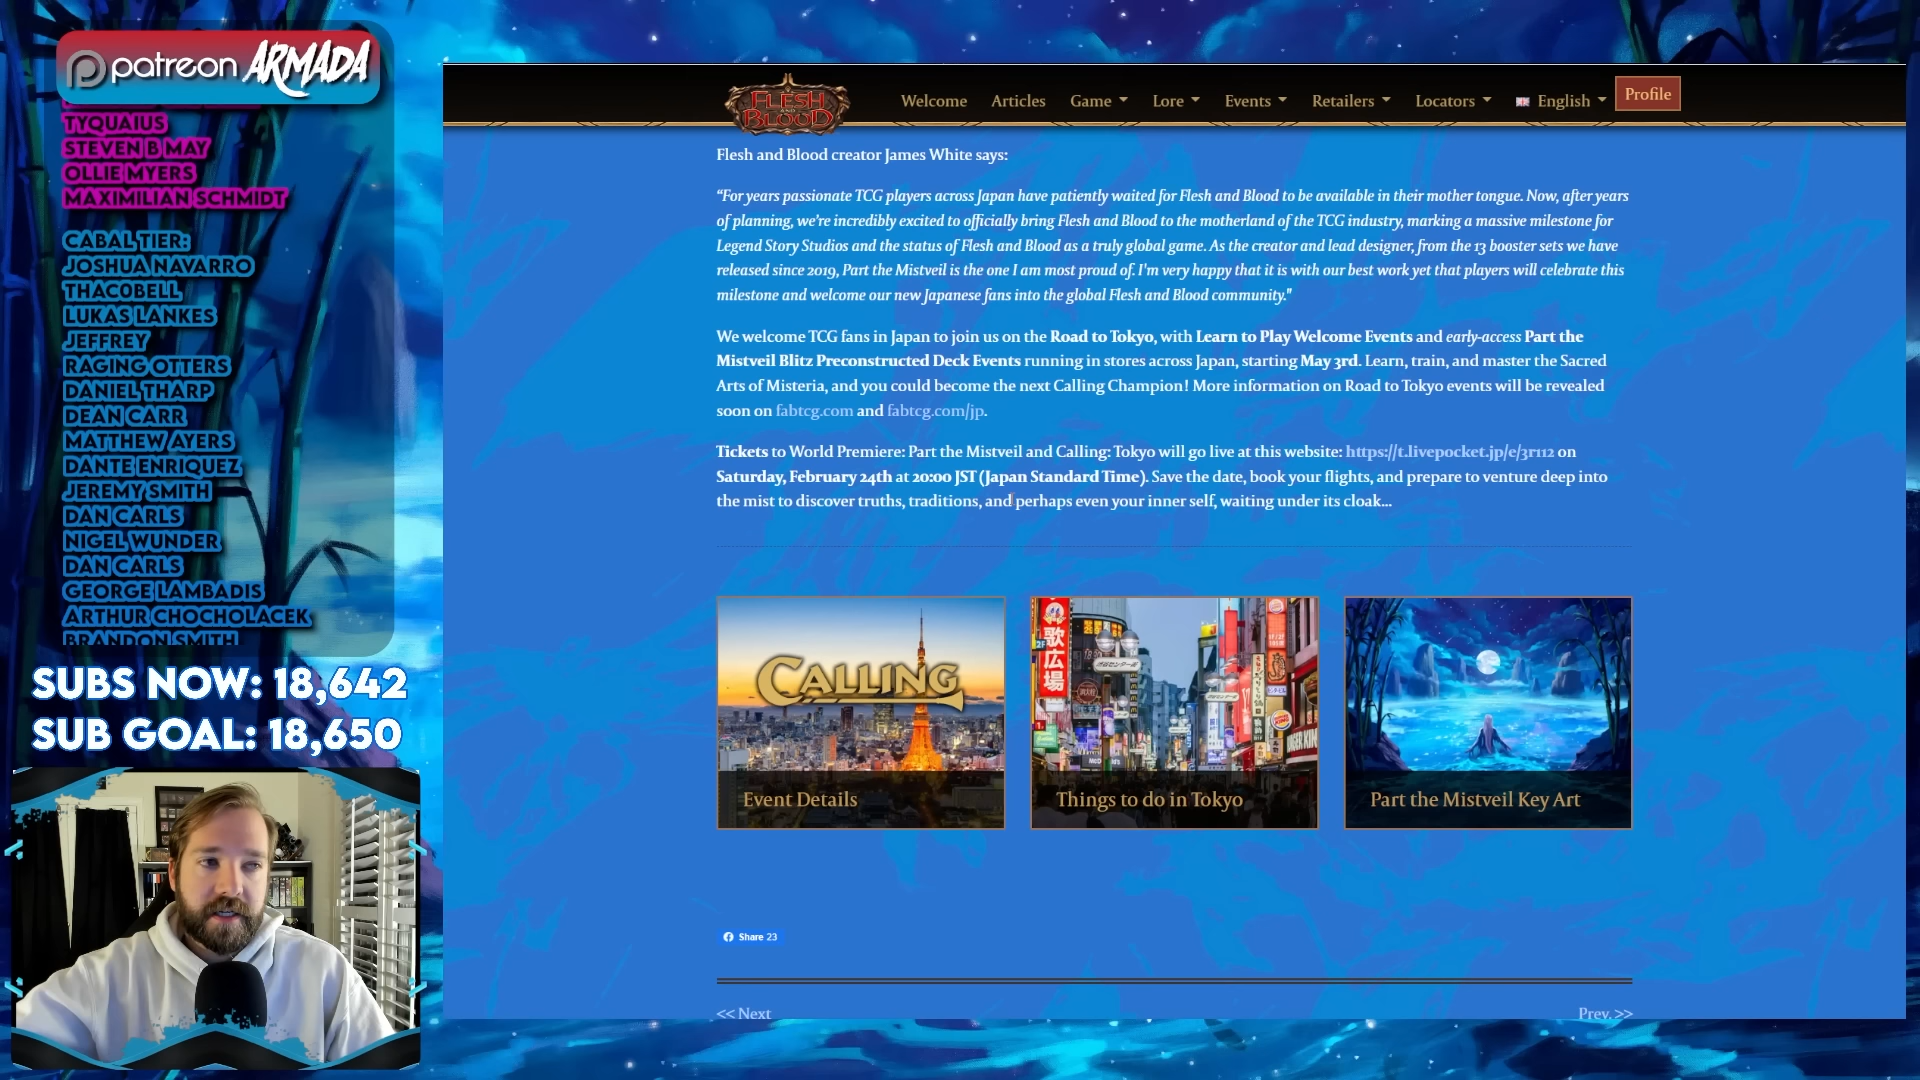 patreon ARMADA
TYQUAIUS
STEVEN B MAY
OLLIE MYERS
MAXIMILIAN SCHMIDT
CABAL TIER:
JOSHUA NAVARRO
THAC0BELL
LUKAS LANKES
JEFFREY
RAGING OTTERS
DANIEL THARP
DEAN CARR
MATTHEW AYERS
DANTE ENRIQUEZ
JEREMY SMITH
DAN CARLS
NIGEL WUNDER
DAN CARLS
GEORGE LAMBADIS
ARTHUR CHOCHOLACEK
BRANDON SMITH
SUBS NOW: 18,642
SUB GOAL: 18,650
FLESH AND BLOOD
Welcome Articles Game Lore Events Retailers Locators English Profile
Flesh and Blood creator James White says:
“For years passionate TCG players across Japan have patiently waited for Flesh and Blood to be available in their mother tongue. Now, after years
of planning, we’re incredibly excited to officially bring Flesh and Blood to the motherland of the TCG industry, marking a massive milestone for
Legend Story Studios and the status of Flesh and Blood as a truly global game. As the creator and lead designer, from the 13 booster sets we have
released since 2019, Part the Mistveil is the one I am most proud of. I'm very happy that it is with our best work yet that players will celebrate this
milestone and welcome our new Japanese fans into the global Flesh and Blood community."
We welcome TCG fans in Japan to join us on the Road to Tokyo, with Learn to Play Welcome Events and early-access Part the
Mistveil Blitz Preconstructed Deck Events running in stores across Japan, starting May 3rd. Learn, train, and master the Sacred
Arts of Misteria, and you could become the next Calling Champion! More information on Road to Tokyo events will be revealed
soon on fabtcg.com and fabtcg.com/jp.
Tickets to World Premiere: Part the Mistveil and Calling: Tokyo will go live at this website: https://t.livepocket.jp/e/3r112 on
Saturday, February 24th at 20:00 JST (Japan Standard Time). Save the date, book your flights, and prepare to venture deep into
the mist to discover truths, traditions, and perhaps even your inner self, waiting under its cloak...
CALLING
Event Details
歌広場
Things to do in Tokyo
Part the Mistveil Key Art
Share 23
<< Next
Prev. >>